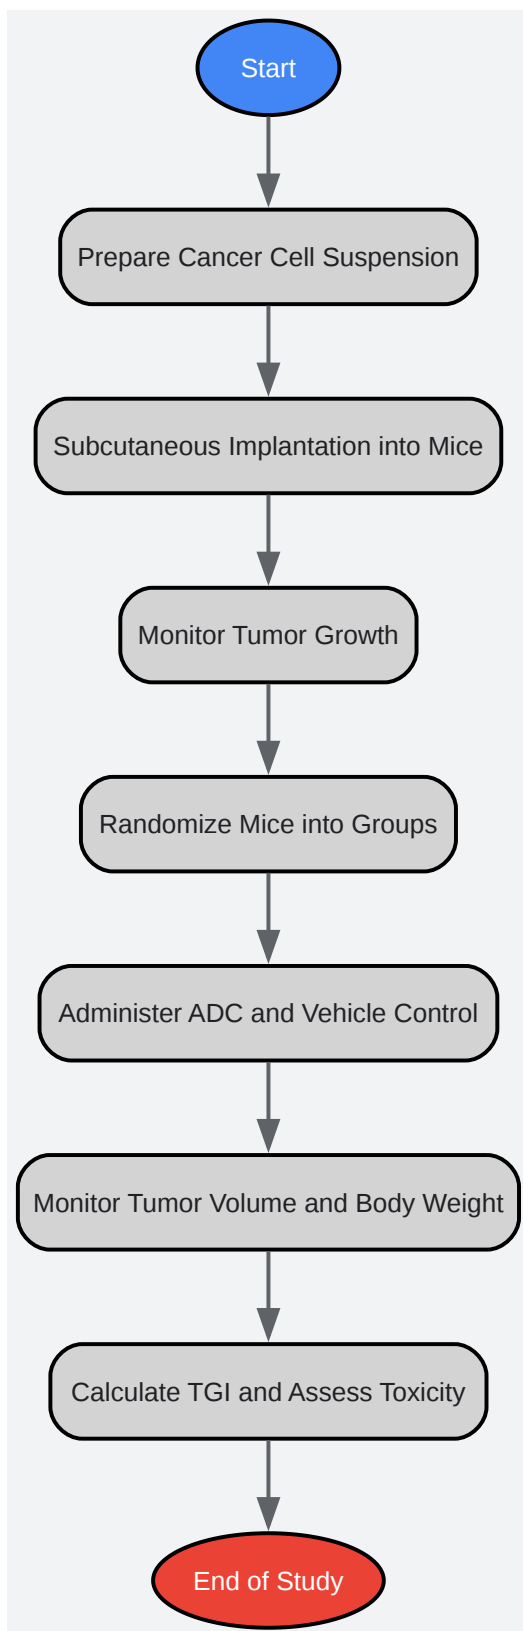 Start
Prepare Cancer Cell Suspension
Subcutaneous Implantation into Mice
Monitor Tumor Growth
Randomize Mice into Groups
Administer ADC and Vehicle Control
Monitor Tumor Volume and Body Weight
Calculate TGI and Assess Toxicity
End of Study